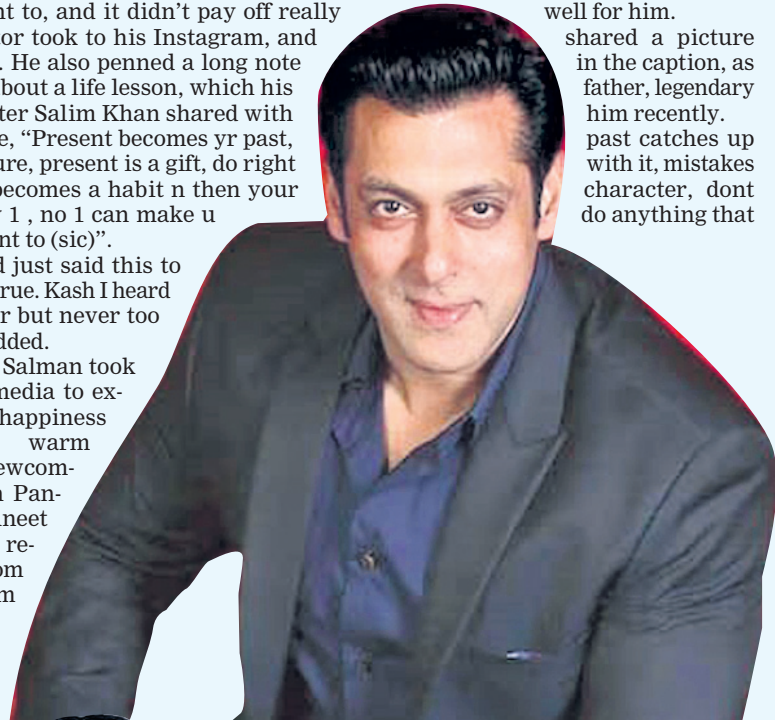 nt to, and it didn’t pay off really well for him.
tor took to his Instagram, and shared a picture
. He also penned a long note in the caption, as
bout a life lesson, which his father, legendary
ter Salim Khan shared with him recently.
e, “Present becomes yr past, past catches up
ure, present is a gift, do right with it, mistakes
becomes a habit n then your character, dont
1 , no 1 can make u do anything that
nt to (sic)”.
d just said this to
rue. Kash I heard
r but never too
dded.
Salman took
media to ex-
happiness
warm
ewcom-
Pan-
neet
re-
om
m